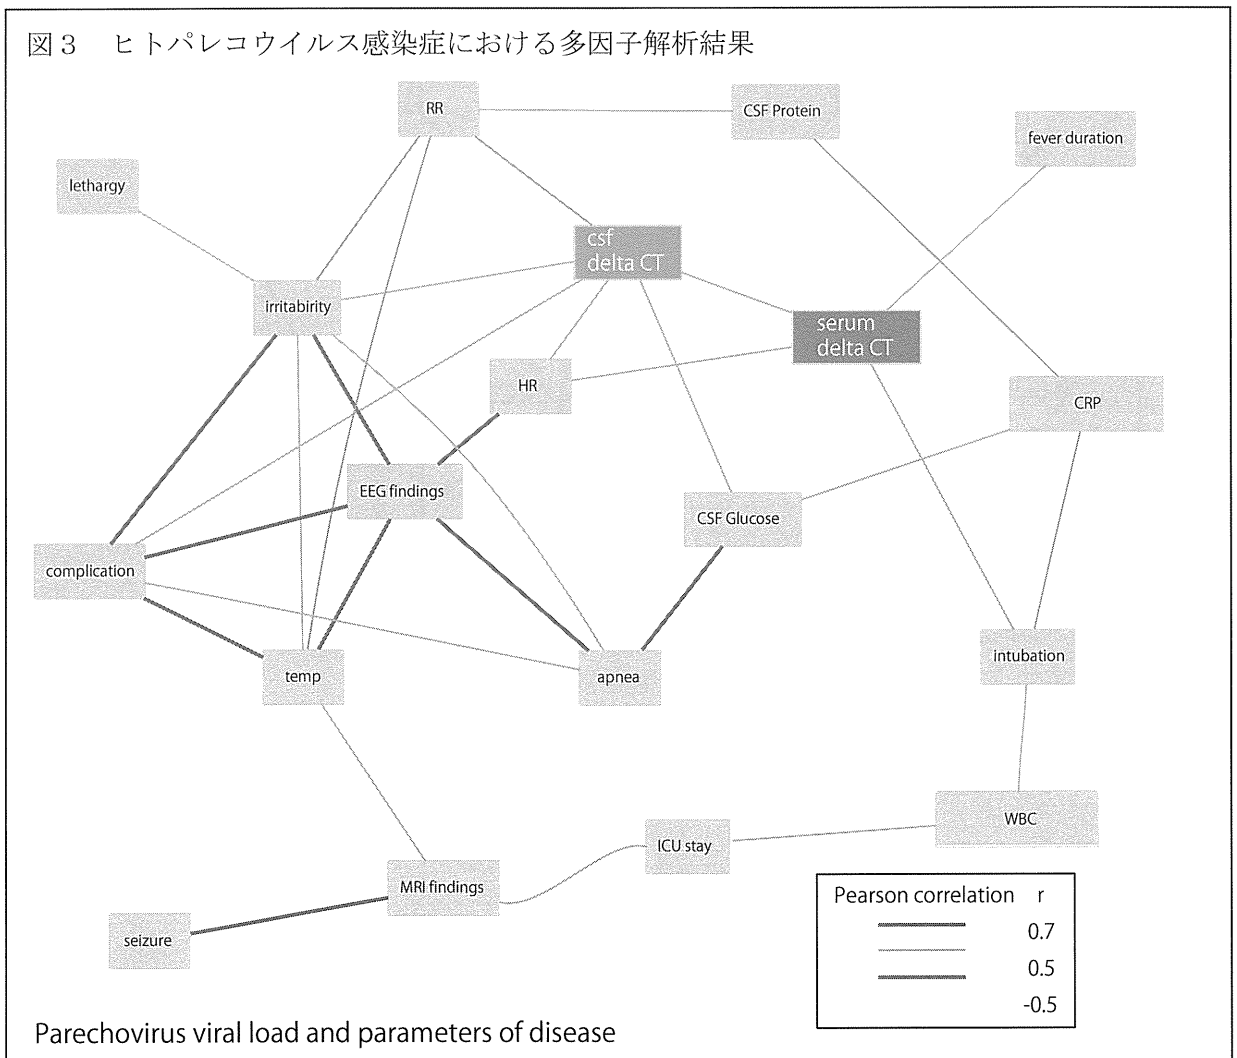 図３　ヒトパレコウイルス感染症における多因子解析結果
RR
CSF Protein
fever duration
lethargy
csf
delta CT
irritabirity
serum
delta CT
HR
CRP
EEG findings
CSF Glucose
complication
intubation
temp
apnea
WBC
ICU stay
MRI findings
seizure
Pearson correlation r
0.7
0.5
-0.5
Parechovirus viral load and parameters of disease